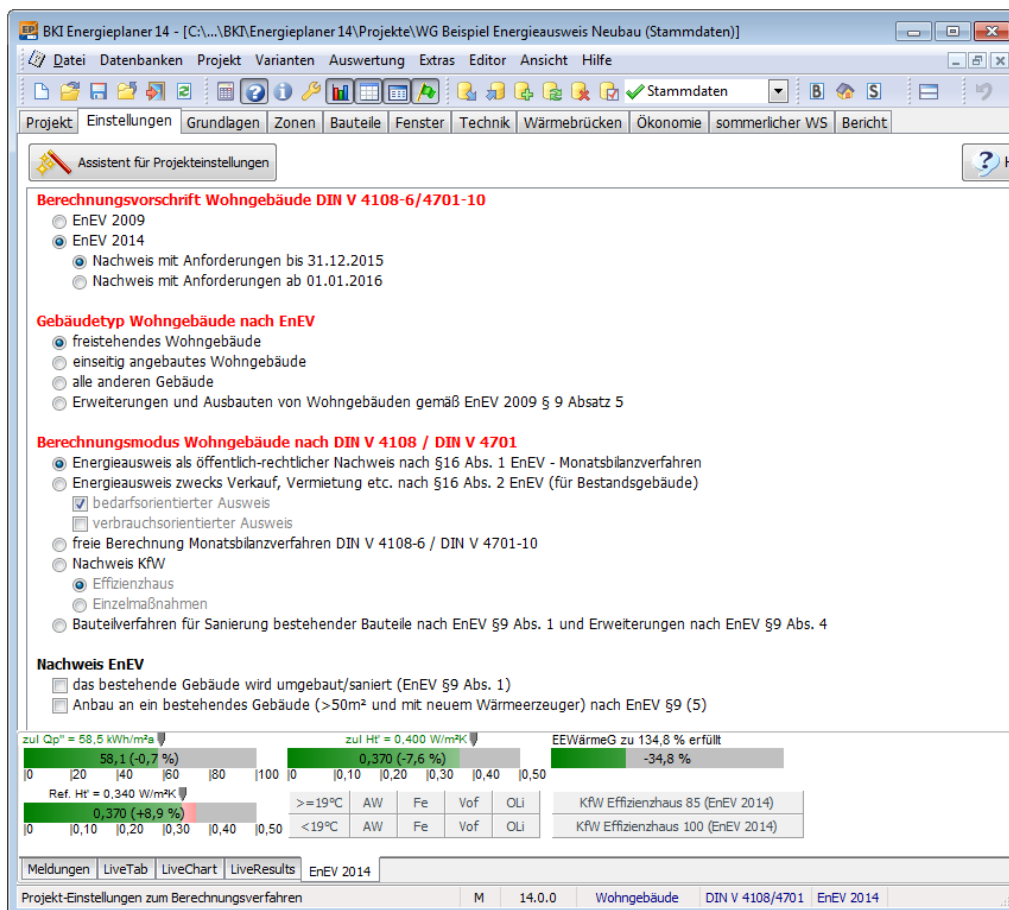 BKI Energieplaner 14 - [C:\...\BKI\Energieplaner 14\Projekte\WG Beispiel Energieausweis Neubau (Stammdaten)]
Datei Datenbanken Projekt Varianten Auswertung Extras Editor Ansicht Hilfe
Stammdaten B S
Projekt Einstellungen Grundlagen Zonen Bauteile Fenster Technik Wärmebrücken Ökonomie sommerlicher WS Bericht
Assistent für Projekteinstellungen ? H
Berechnungsvorschrift Wohngebäude DIN V 4108-6/4701-10
EnEV 2009
EnEV 2014
Nachweis mit Anforderungen bis 31.12.2015
Nachweis mit Anforderungen ab 01.01.2016
Gebäudetyp Wohngebäude nach EnEV
freistehendes Wohngebäude
einseitig angebautes Wohngebäude
alle anderen Gebäude
Erweiterungen und Ausbauten von Wohngebäuden gemäß EnEV 2009 § 9 Absatz 5
Berechnungsmodus Wohngebäude nach DIN V 4108 / DIN V 4701
Energieausweis als öffentlich-rechtlicher Nachweis nach §16 Abs. 1 EnEV - Monatsbilanzverfahren
Energieausweis zwecks Verkauf, Vermietung etc. nach §16 Abs. 2 EnEV (für Bestandsgebäude)
bedarfsorientierter Ausweis
verbrauchsorientierter Ausweis
freie Berechnung Monatsbilanzverfahren DIN V 4108-6 / DIN V 4701-10
Nachweis KfW
Effizienzhaus
Einzelmaßnahmen
Bauteilverfahren für Sanierung bestehender Bauteile nach EnEV §9 Abs. 1 und Erweiterungen nach EnEV §9 Abs. 4
Nachweis EnEV
das bestehende Gebäude wird umgebaut/saniert (EnEV §9 Abs. 1)
Anbau an ein bestehendes Gebäude (>50m² und mit neuem Wärmeerzeuger) nach EnEV §9 (5)
zul Qp'' = 58,5 kWh/m²a zul Ht' = 0,400 W/m²K EEWärmeG zu 134,8 % erfüllt
58,1 (-0,7 %) 0,370 (-7,6 %) -34,8 %
|0 |20 |40 |60 |80 |100 |0 |0,10 |0,20 |0,30 |0,40 |0,50
Ref. Ht' = 0,340 W/m²K
0,370 (+8,9 %)
|0 |0,10 |0,20 |0,30 |0,40 |0,50
>=19°C AW Fe Vof OLi KfW Effizienzhaus 85 (EnEV 2014)
<19°C AW Fe Vof OLi KfW Effizienzhaus 100 (EnEV 2014)
Meldungen LiveTab LiveChart LiveResults EnEV 2014
Projekt-Einstellungen zum Berechnungsverfahren M 14.0.0 Wohngebäude DIN V 4108/4701 EnEV 2014